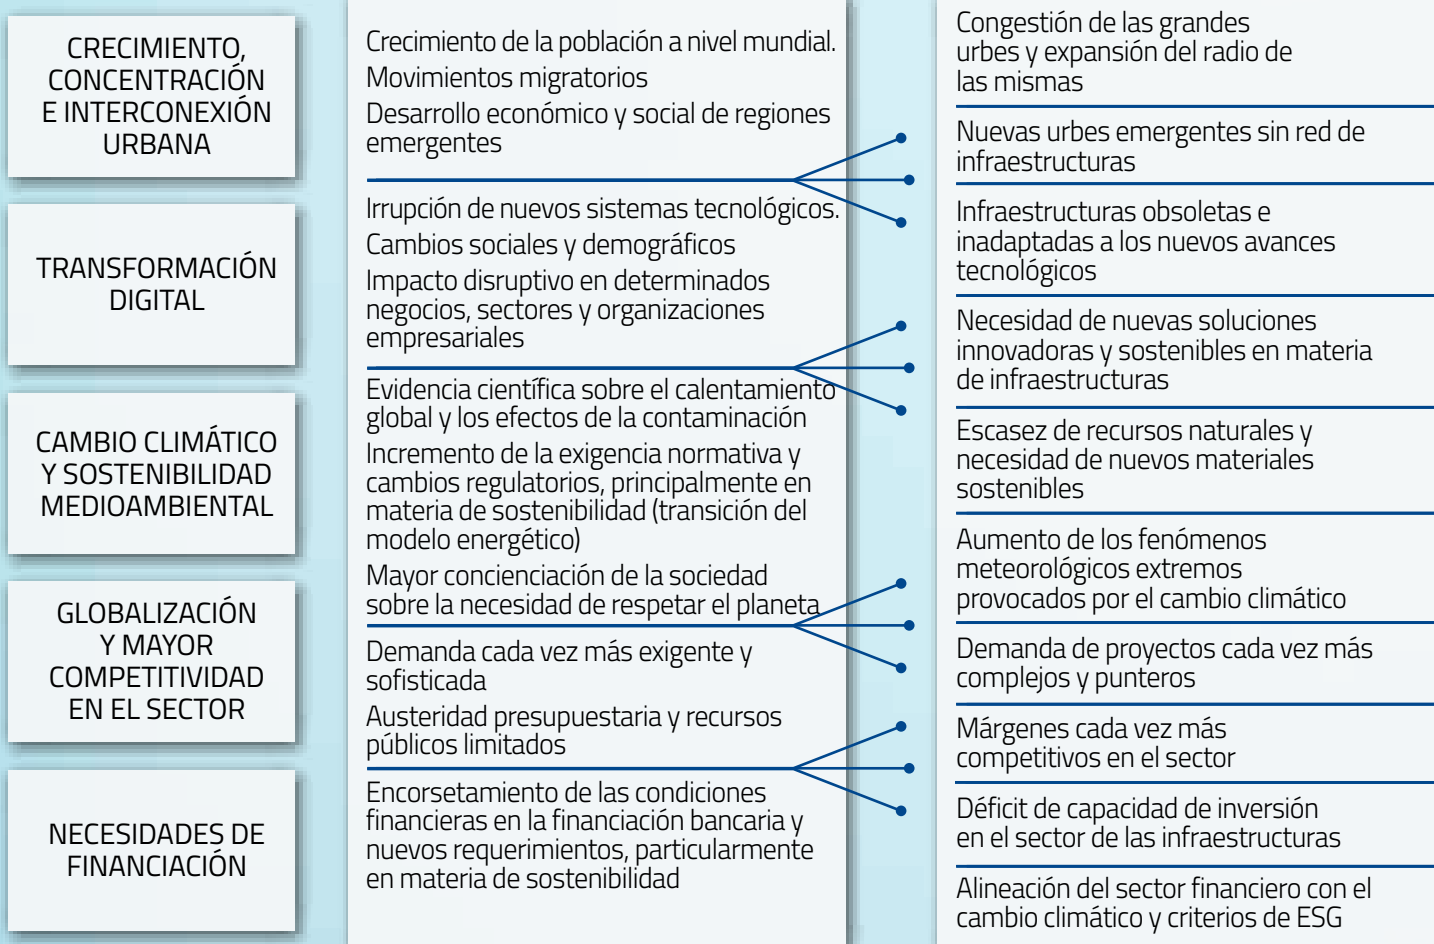 CRECIMIENTO,
CONCENTRACIÓN
E INTERCONEXIÓN
URBANA
TRANSFORMACIÓN
DIGITAL
CAMBIO CLIMÁTICO
Y SOSTENIBILIDAD
MEDIOAMBIENTAL
GLOBALIZACIÓN
Y MAYOR
COMPETITIVIDAD
EN EL SECTOR
NECESIDADES DE
FINANCIACIÓN
Crecimiento de la población a nivel mundial.
Movimientos migratorios
Desarrollo económico y social de regiones
emergentes
Irrupción de nuevos sistemas tecnológicos.
Cambios sociales y demográficos
Impacto disruptivo en determinados
negocios, sectores y organizaciones
empresariales
Evidencia científica sobre el calentamiento
global y los efectos de la contaminación
Incremento de la exigencia normativa y
cambios regulatorios, principalmente en
materia de sostenibilidad (transición del
modelo energético)
Mayor concienciación de la sociedad
sobre la necesidad de respetar el planeta
Demanda cada vez más exigente y
sofisticada
Austeridad presupuestaria y recursos
públicos limitados
Encorsetamiento de las condiciones
financieras en la financiación bancaria y
nuevos requerimientos, particularmente
en materia de sostenibilidad
Congestión de las grandes
urbes y expansión del radio de
las mismas
Nuevas urbes emergentes sin red de
infraestructuras
Infraestructuras obsoletas e
inadaptadas a los nuevos avances
tecnológicos
Necesidad de nuevas soluciones
innovadoras y sostenibles en materia
de infraestructuras
Escasez de recursos naturales y
necesidad de nuevos materiales
sostenibles
Aumento de los fenómenos
meteorológicos extremos
provocados por el cambio climático
Demanda de proyectos cada vez más
complejos y punteros
Márgenes cada vez más
competitivos en el sector
Déficit de capacidad de inversión
en el sector de las infraestructuras
Alineación del sector financiero con el
cambio climático y criterios de ESG